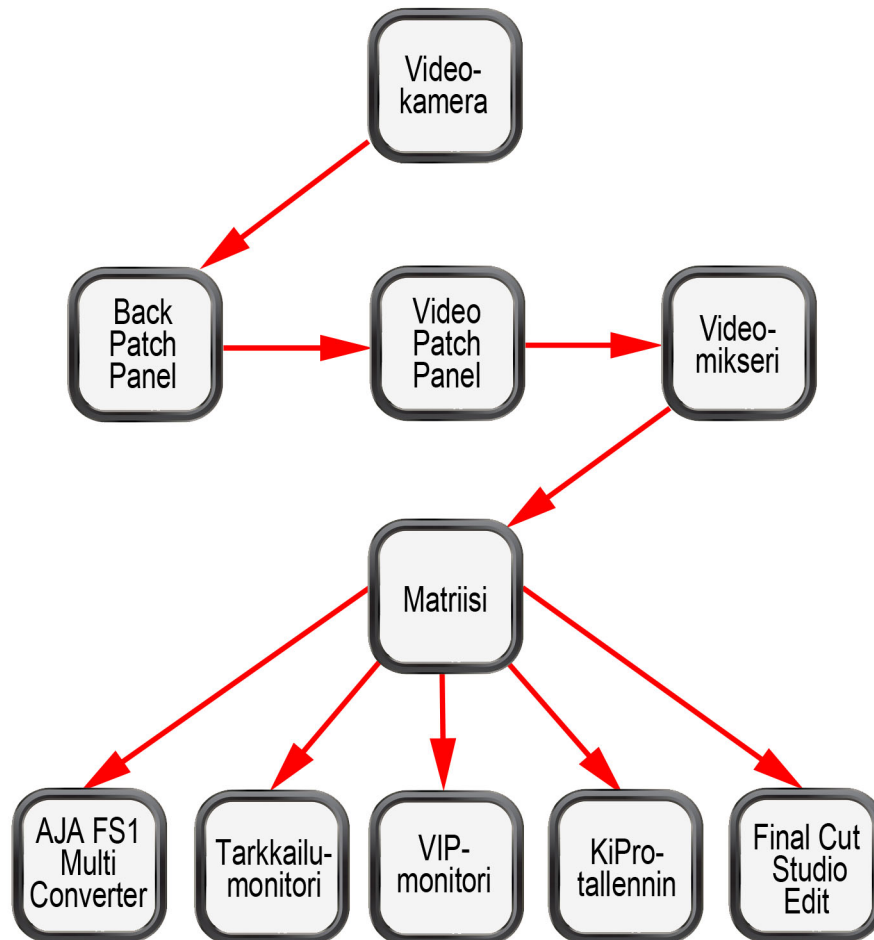 Video-
kamera
Back
Patch
Panel
Video
Patch
Panel
Video-
mikseri
Matriisi
AJA FS1
Multi
Converter
Tarkkailu-
monitori
VIP-
monitori
KiPro-
tallennin
Final Cut
Studio
Edit